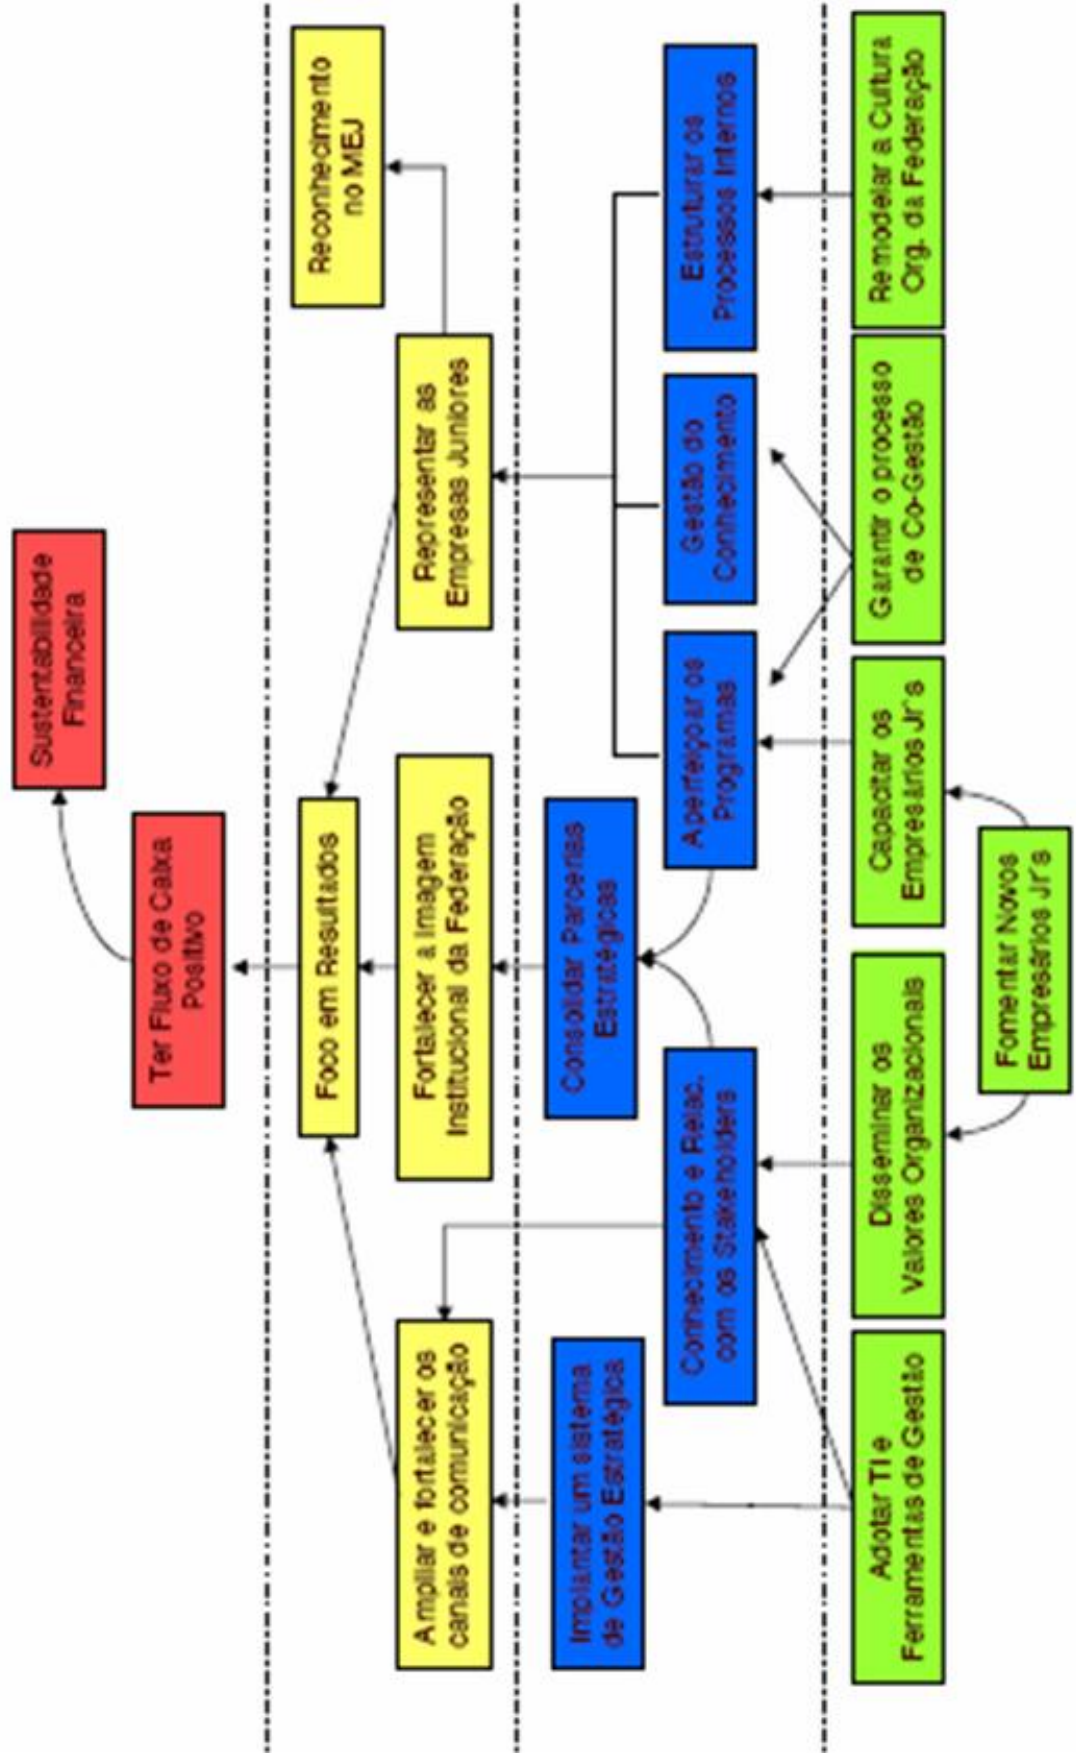 Sustentabilidade
Financeira
Ter Fluxo de Caixa
Positivo
Foco em Resultados
Reconhecimento
no MEJ
Ampliar e fortalecer os
canais de comunicação
Fortalecer a Imagem
Institucional da Federação
Representar as
Empresas Juniores
Implantar um sistema
de Gestão Estratégica
Consolidar Parcerias
Estratégicas
Conhecimento e Relac.
com os Stakeholders
Aperfeiçoar os
Programas
Gestão do
Conhecimento
Estruturar os
Processos Internos
Adotar TI e
Ferramentas de Gestão
Disseminar os
Valores Organizacionais
Capacitar os
Empresários Jr´s
Garantir o processo
de Co-Gestão
Remodelar a Cultura
Org. da Federação
Fomentar Novos
Empresários Jr´s